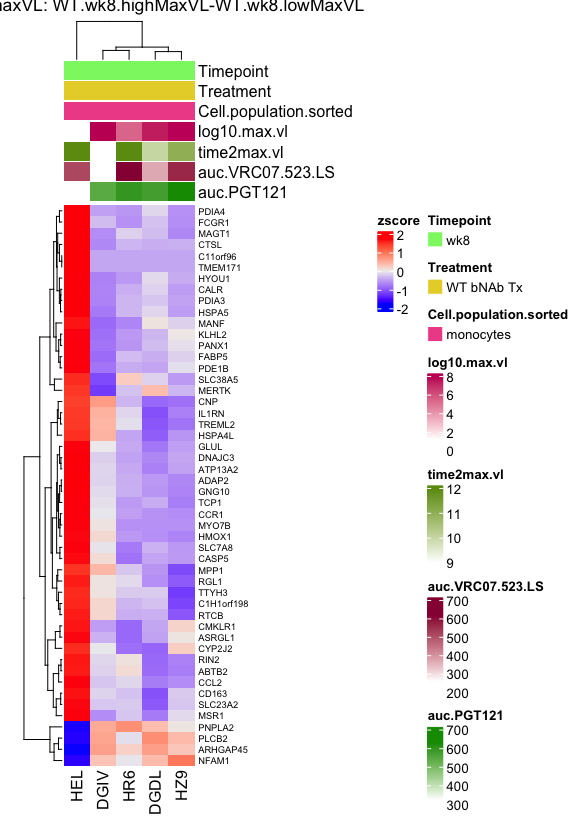 maxVL: WT.wk8.highMaxVL-WT.wk8.lowMaxVL
Timepoint
Treatment
Cell.population.sorted
log10.max.vl
time2max.vl
auc.VRC07.523.LS
auc.PGT121
PDIA4
FCGR1
MAGT1
CTSL
C11orf96
TMEM171
HYOU1
CALR
PDIA3
HSPA5
MANF
KLHL2
PANX1
FABP5
PDE1B
SLC38A5
MERTK
CNP
IL1RN
TREML2
HSPA4L
GLUL
DNAJC3
ATP13A2
ADAP2
GNG10
TCP1
CCR1
MYO7B
HMOX1
SLC7A8
CASP5
MPP1
RGL1
TTYH3
C1H1orf198
RTCB
CMKLR1
ASRGL1
CYP2J2
RIN2
ABTB2
CCL2
CD163
SLC23A2
MSR1
PNPLA2
PLCB2
ARHGAP45
NFAM1
HEL
DGIV
HR6
DGDL
HZ9
zscore
2
1
0
-1
-2
Timepoint
wk8
Treatment
WT bNAb Tx
Cell.population.sorted
monocytes
log10.max.vl
8
6
4
2
0
time2max.vl
12
11
10
9
auc.VRC07.523.LS
700
600
500
400
300
200
auc.PGT121
700
600
500
400
300